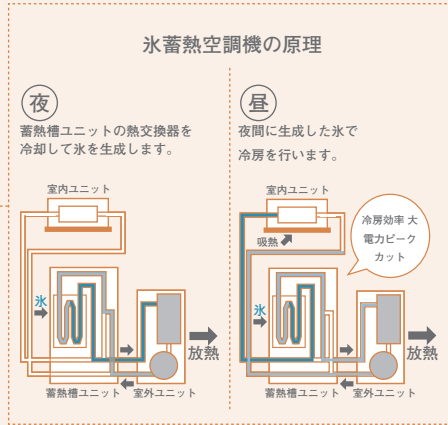 氷蓄熱空調機の原理
夜
蓄熱槽ユニットの熱交換器を
冷却して氷を生成します。
室内ユニット
氷
放熱
蓄熱槽ユニット
室外ユニット
昼
夜間に生成した氷で
冷房を行います。
室内ユニット
吸熱
冷房効率 大
電力ピーク
カット
氷
放熱
蓄熱槽ユニット
室外ユニット